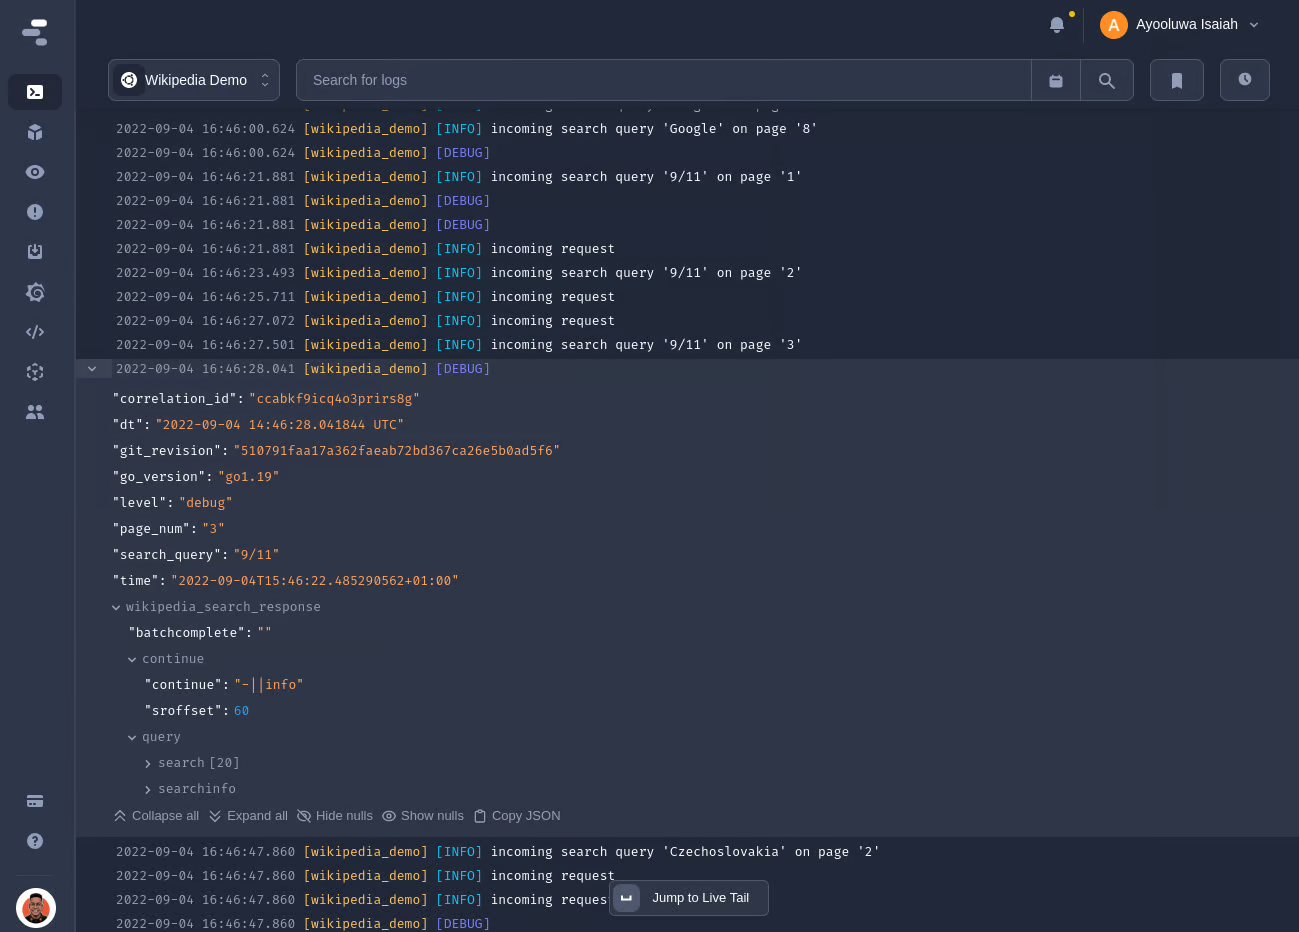 A Ayooluwa Isaiah
Wikipedia Demo Search for logs
2022-09-04 16:46:00.624 [wikipedia_demo] [INFO] incoming search query 'Google' on page '8'
2022-09-04 16:46:00.624 [wikipedia_demo] [DEBUG]
2022-09-04 16:46:21.881 [wikipedia_demo] [INFO] incoming search query '9/11' on page '1'
2022-09-04 16:46:21.881 [wikipedia_demo] [DEBUG]
2022-09-04 16:46:21.881 [wikipedia_demo] [DEBUG]
2022-09-04 16:46:21.881 [wikipedia_demo] [INFO] incoming request
2022-09-04 16:46:23.493 [wikipedia_demo] [INFO] incoming search query '9/11' on page '2'
2022-09-04 16:46:25.711 [wikipedia_demo] [INFO] incoming request
2022-09-04 16:46:27.072 [wikipedia_demo] [INFO] incoming request
2022-09-04 16:46:27.501 [wikipedia_demo] [INFO] incoming search query '9/11' on page '3'
2022-09-04 16:46:28.041 [wikipedia_demo] [DEBUG]
"correlation_id": "ccabkf9icq4o3prirs8g"
"dt": "2022-09-04 14:46:28.041844 UTC"
"git_revision": "510791faa17a362faeab72bd367ca26e5b0ad5f6"
"go_version": "go1.19"
"level": "debug"
"page_num": "3"
"search_query": "9/11"
"time": "2022-09-04T15:46:22.485290562+01:00"
wikipedia_search_response
"batchcomplete": ""
continue
"continue": "-||info"
"sroffset": 60
query
search [20]
searchinfo
Collapse all Expand all Hide nulls Show nulls Copy JSON
2022-09-04 16:46:47.860 [wikipedia_demo] [INFO] incoming search query 'Czechoslovakia' on page '2'
2022-09-04 16:46:47.860 [wikipedia_demo] [INFO] incoming request
2022-09-04 16:46:47.860 [wikipedia_demo] [INFO] incoming reques
Jump to Live Tail
2022-09-04 16:46:47.860 [wikipedia_demo] [DEBUG]